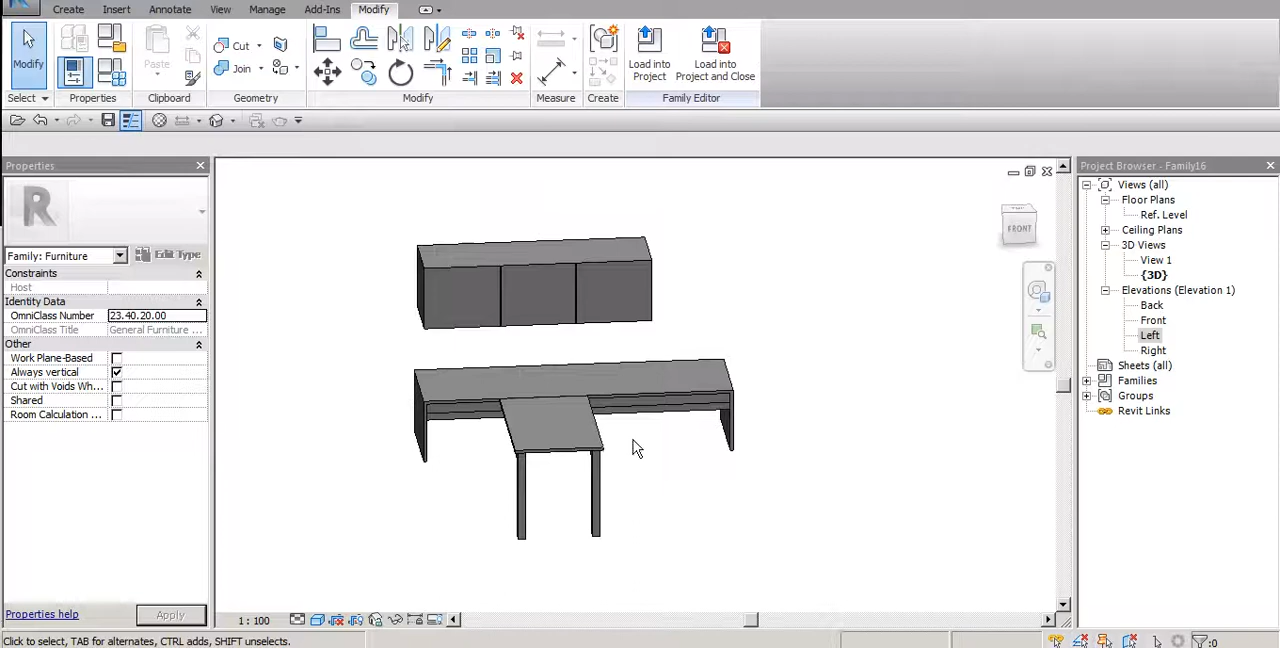 Create Insert Annotate View Manage Add-Ins Modify
Cut
Join
Modify
Paste
Load into Project
Load into Project and Close
Select Properties Clipboard Geometry Modify Measure Create Family Editor
Properties
R
Family: Furniture
Edit Type
Constraints
Host
Identity Data
OmniClass Number 23.40.20.00
OmniClass Title General Furniture ...
Other
Work Plane-Based
Always vertical
Cut with Voids Wh...
Shared
Room Calculation ...
Properties help
Apply
TOP
FRONT
1 : 100
Project Browser - Family16
Views (all)
Floor Plans
Ref. Level
Ceiling Plans
3D Views
View 1
{3D}
Elevations (Elevation 1)
Back
Front
Left
Right
Sheets (all)
Families
Groups
Revit Links
Click to select, TAB for alternates, CTRL adds, SHIFT unselects.
:0